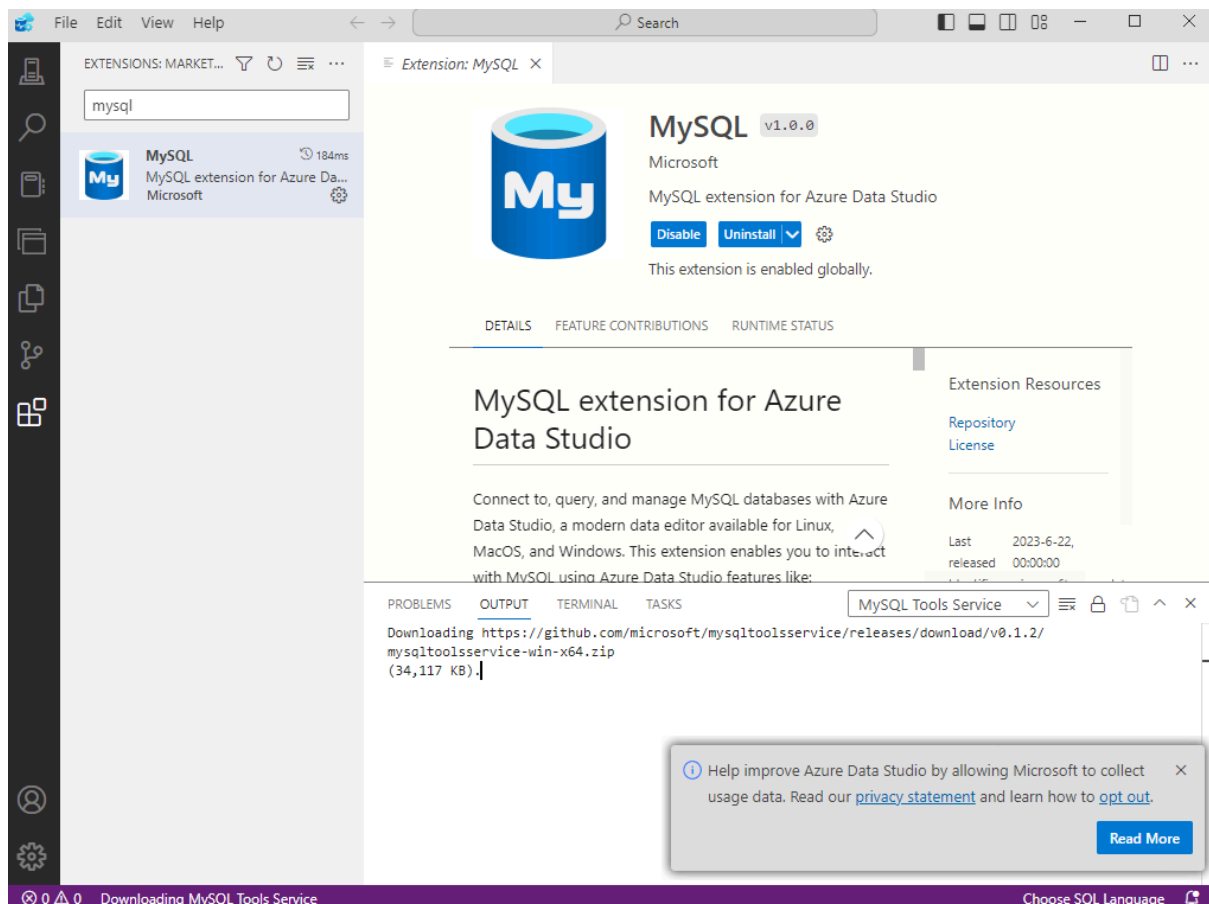 File Edit View Help
Search
EXTENSIONS: MARKET...
mysql
MySQL 184ms
MySQL extension for Azure Da...
Microsoft
Extension: MySQL
My
MySQL v1.0.0
Microsoft
MySQL extension for Azure Data Studio
Disable Uninstall
This extension is enabled globally.
DETAILS FEATURE CONTRIBUTIONS RUNTIME STATUS
MySQL extension for Azure
Data Studio
Connect to, query, and manage MySQL databases with Azure
Data Studio, a modern data editor available for Linux,
MacOS, and Windows. This extension enables you to interact
with MySQL using Azure Data Studio features like:
Extension Resources
Repository
License
More Info
Last 2023-6-22,
released 00:00:00
PROBLEMS OUTPUT TERMINAL TASKS MySQL Tools Service
Downloading https://github.com/microsoft/mysqltoolsservice/releases/download/v0.1.2/
mysqltoolsservice-win-x64.zip
(34,117 KB).
Help improve Azure Data Studio by allowing Microsoft to collect
usage data. Read our privacy statement and learn how to opt out.
Read More
0 0 Downloading MySQL Tools Service Choose SQL Language